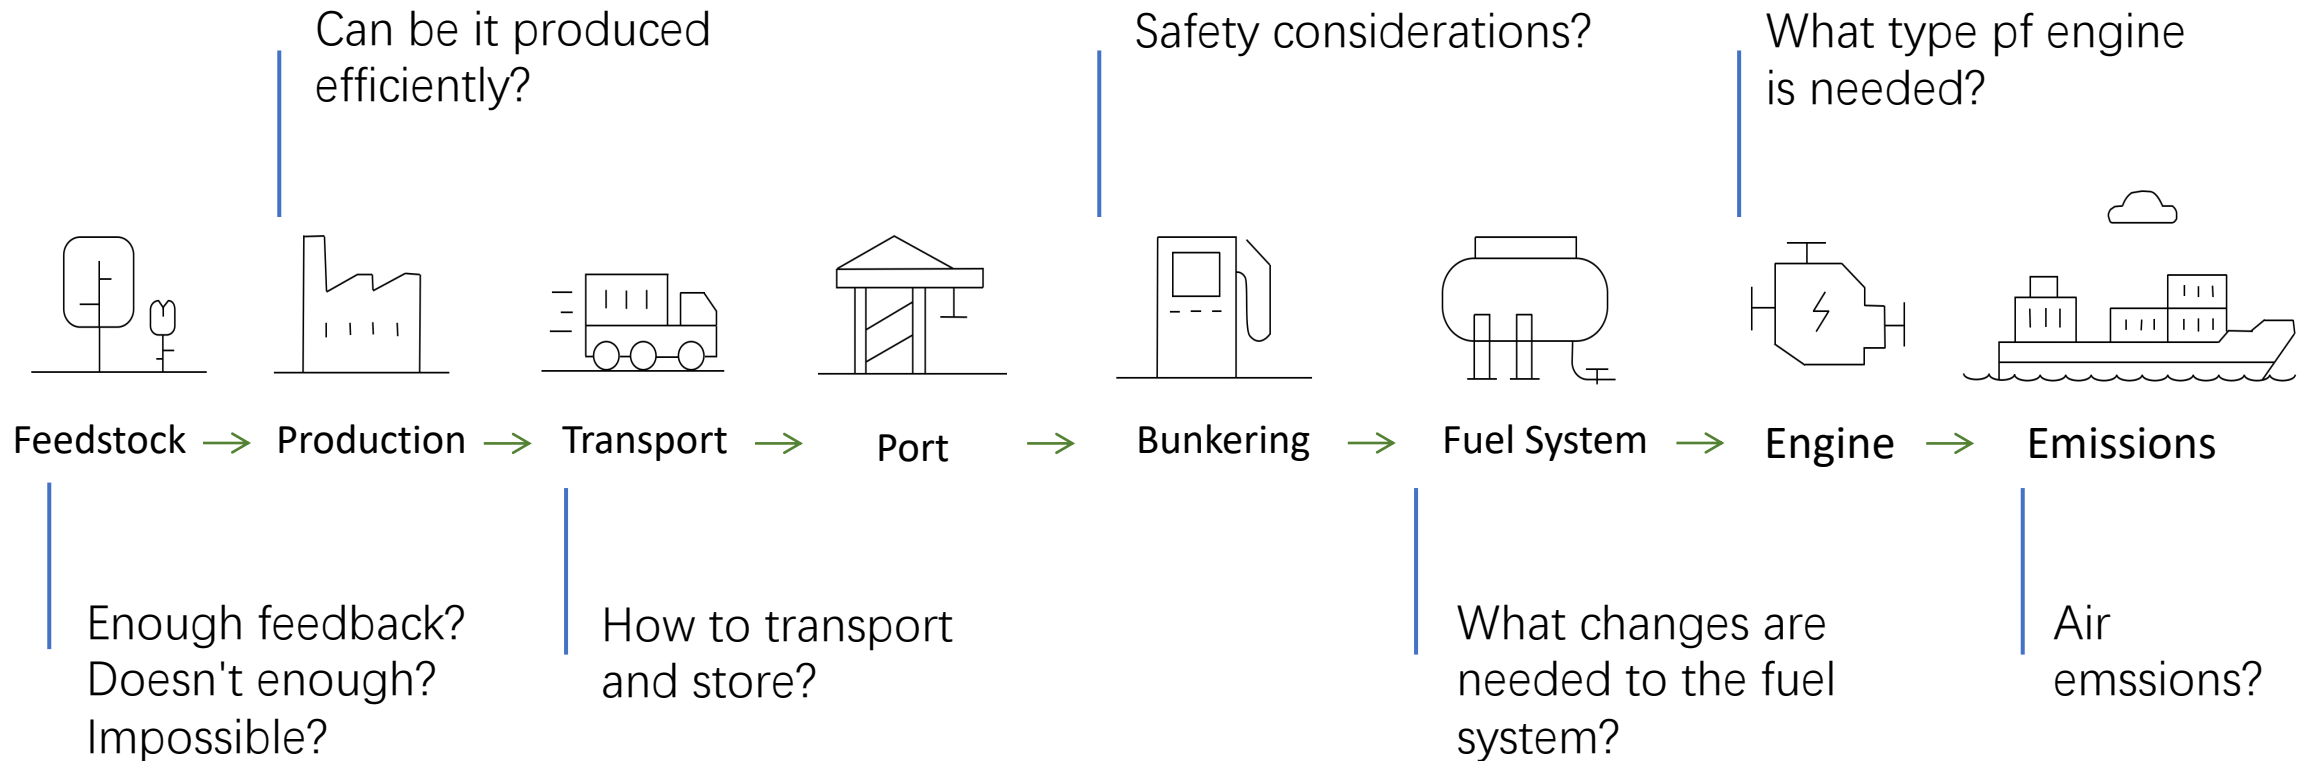 Can be it produced
efficiently?
Safety considerations?
What type pf engine
is needed?
Feedstock
Production
Transport
Port
Bunkering
Fuel System
Engine
Emissions
Enough feedback?
Doesn't enough?
Impossible?
How to transport
and store?
What changes are
needed to the fuel
system?
Air
emssions?